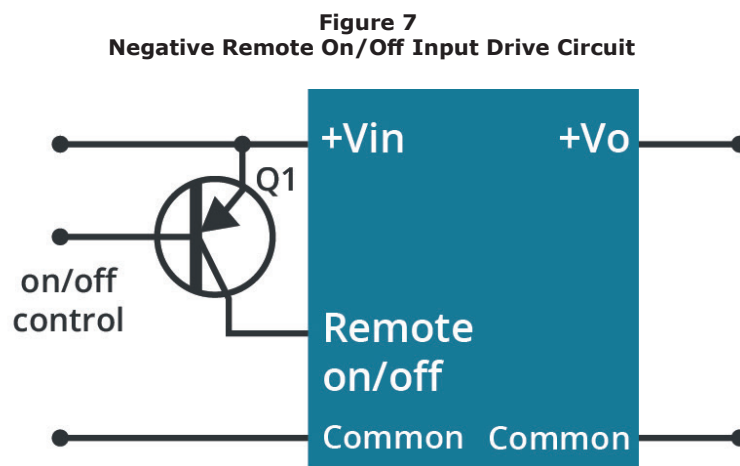 Figure 7
Negative Remote On/Off Input Drive Circuit
+Vin
+Vo
Q1
on/off
control
Remote
on/off
Common
Common